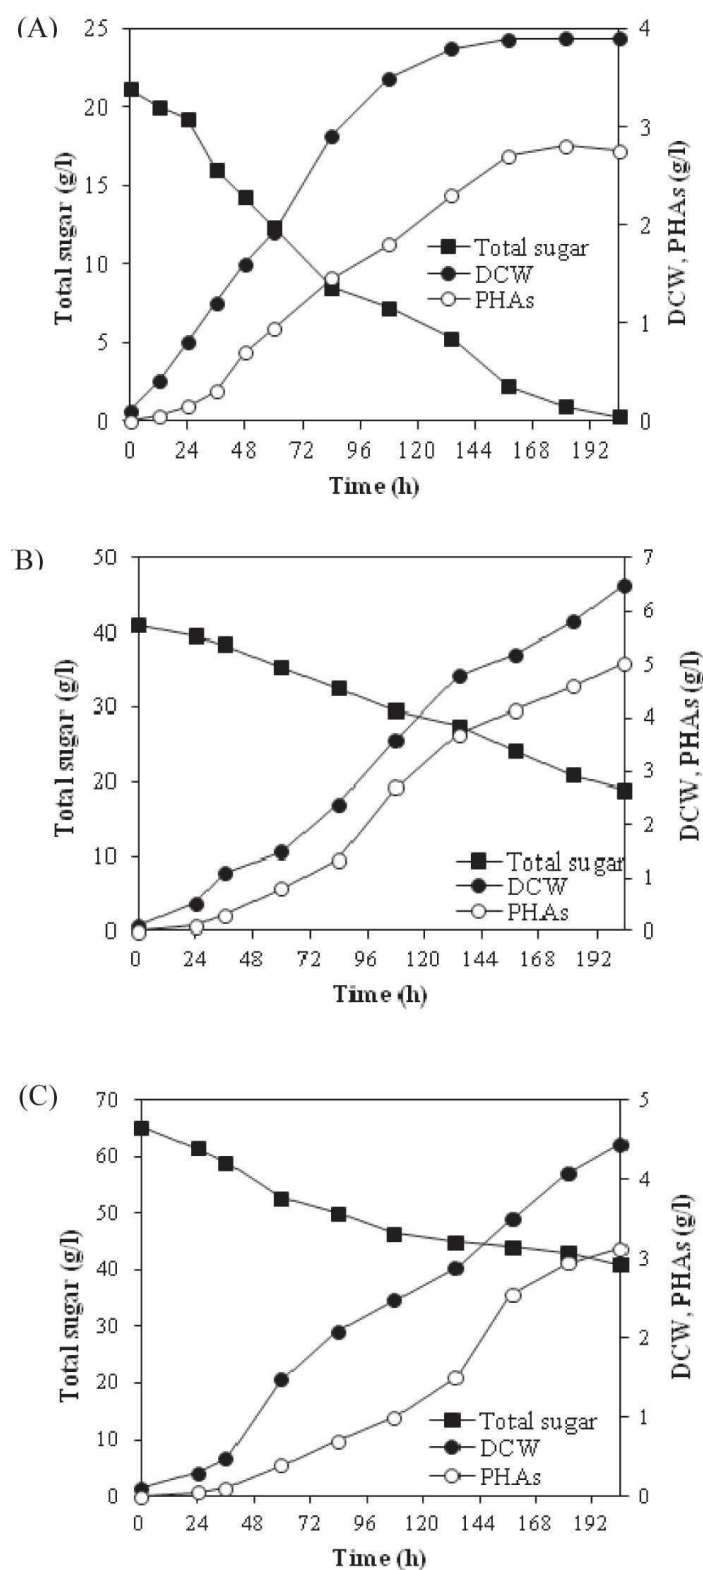 (A)
25
20
15
10
5
0
Total sugar (g/l)
4
3
2
1
0
DCW, PHAs (g/l)
Total sugar
DCW
PHAs
0 24 48 72 96 120 144 168 192
Time (h)
B)
50
40
30
20
10
0
Total sugar (g/l)
7
6
5
4
3
2
1
0
DCW, PHAs (g/l)
Total sugar
DCW
PHAs
0 24 48 72 96 120 144 168 192
Time (h)
(C)
70
60
50
40
30
20
10
0
Total sugar (g/l)
5
4
3
2
1
0
DCW, PHAs (g/l)
Total sugar
DCW
PHAs
0 24 48 72 96 120 144 168 192
Time (h)